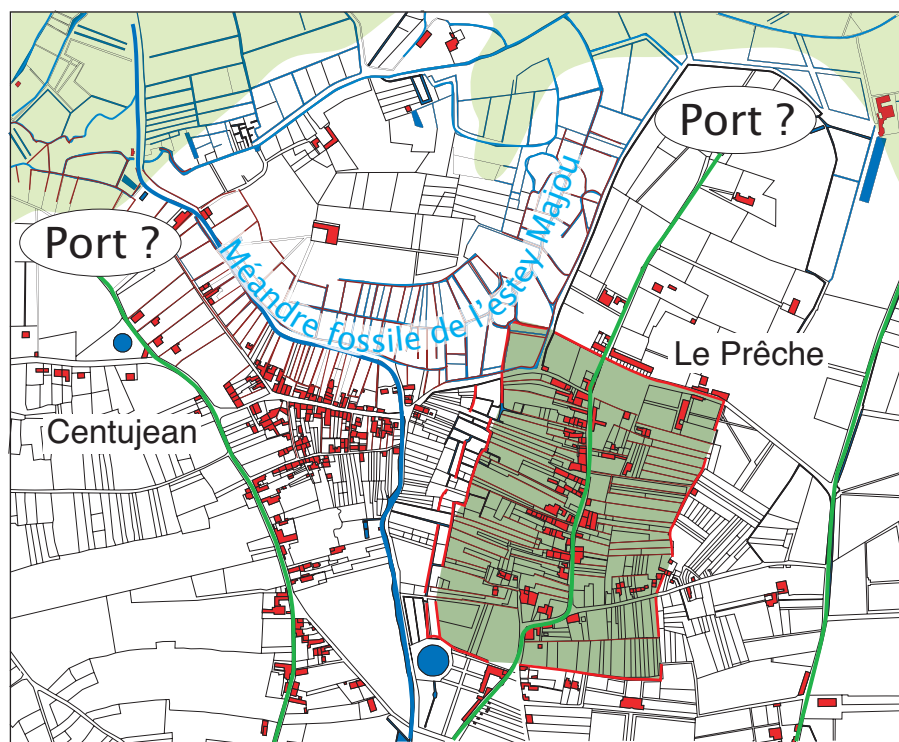 Port ?
Port ?
Méandre fossile de l'estey Majou
Le Prêche
Centujean